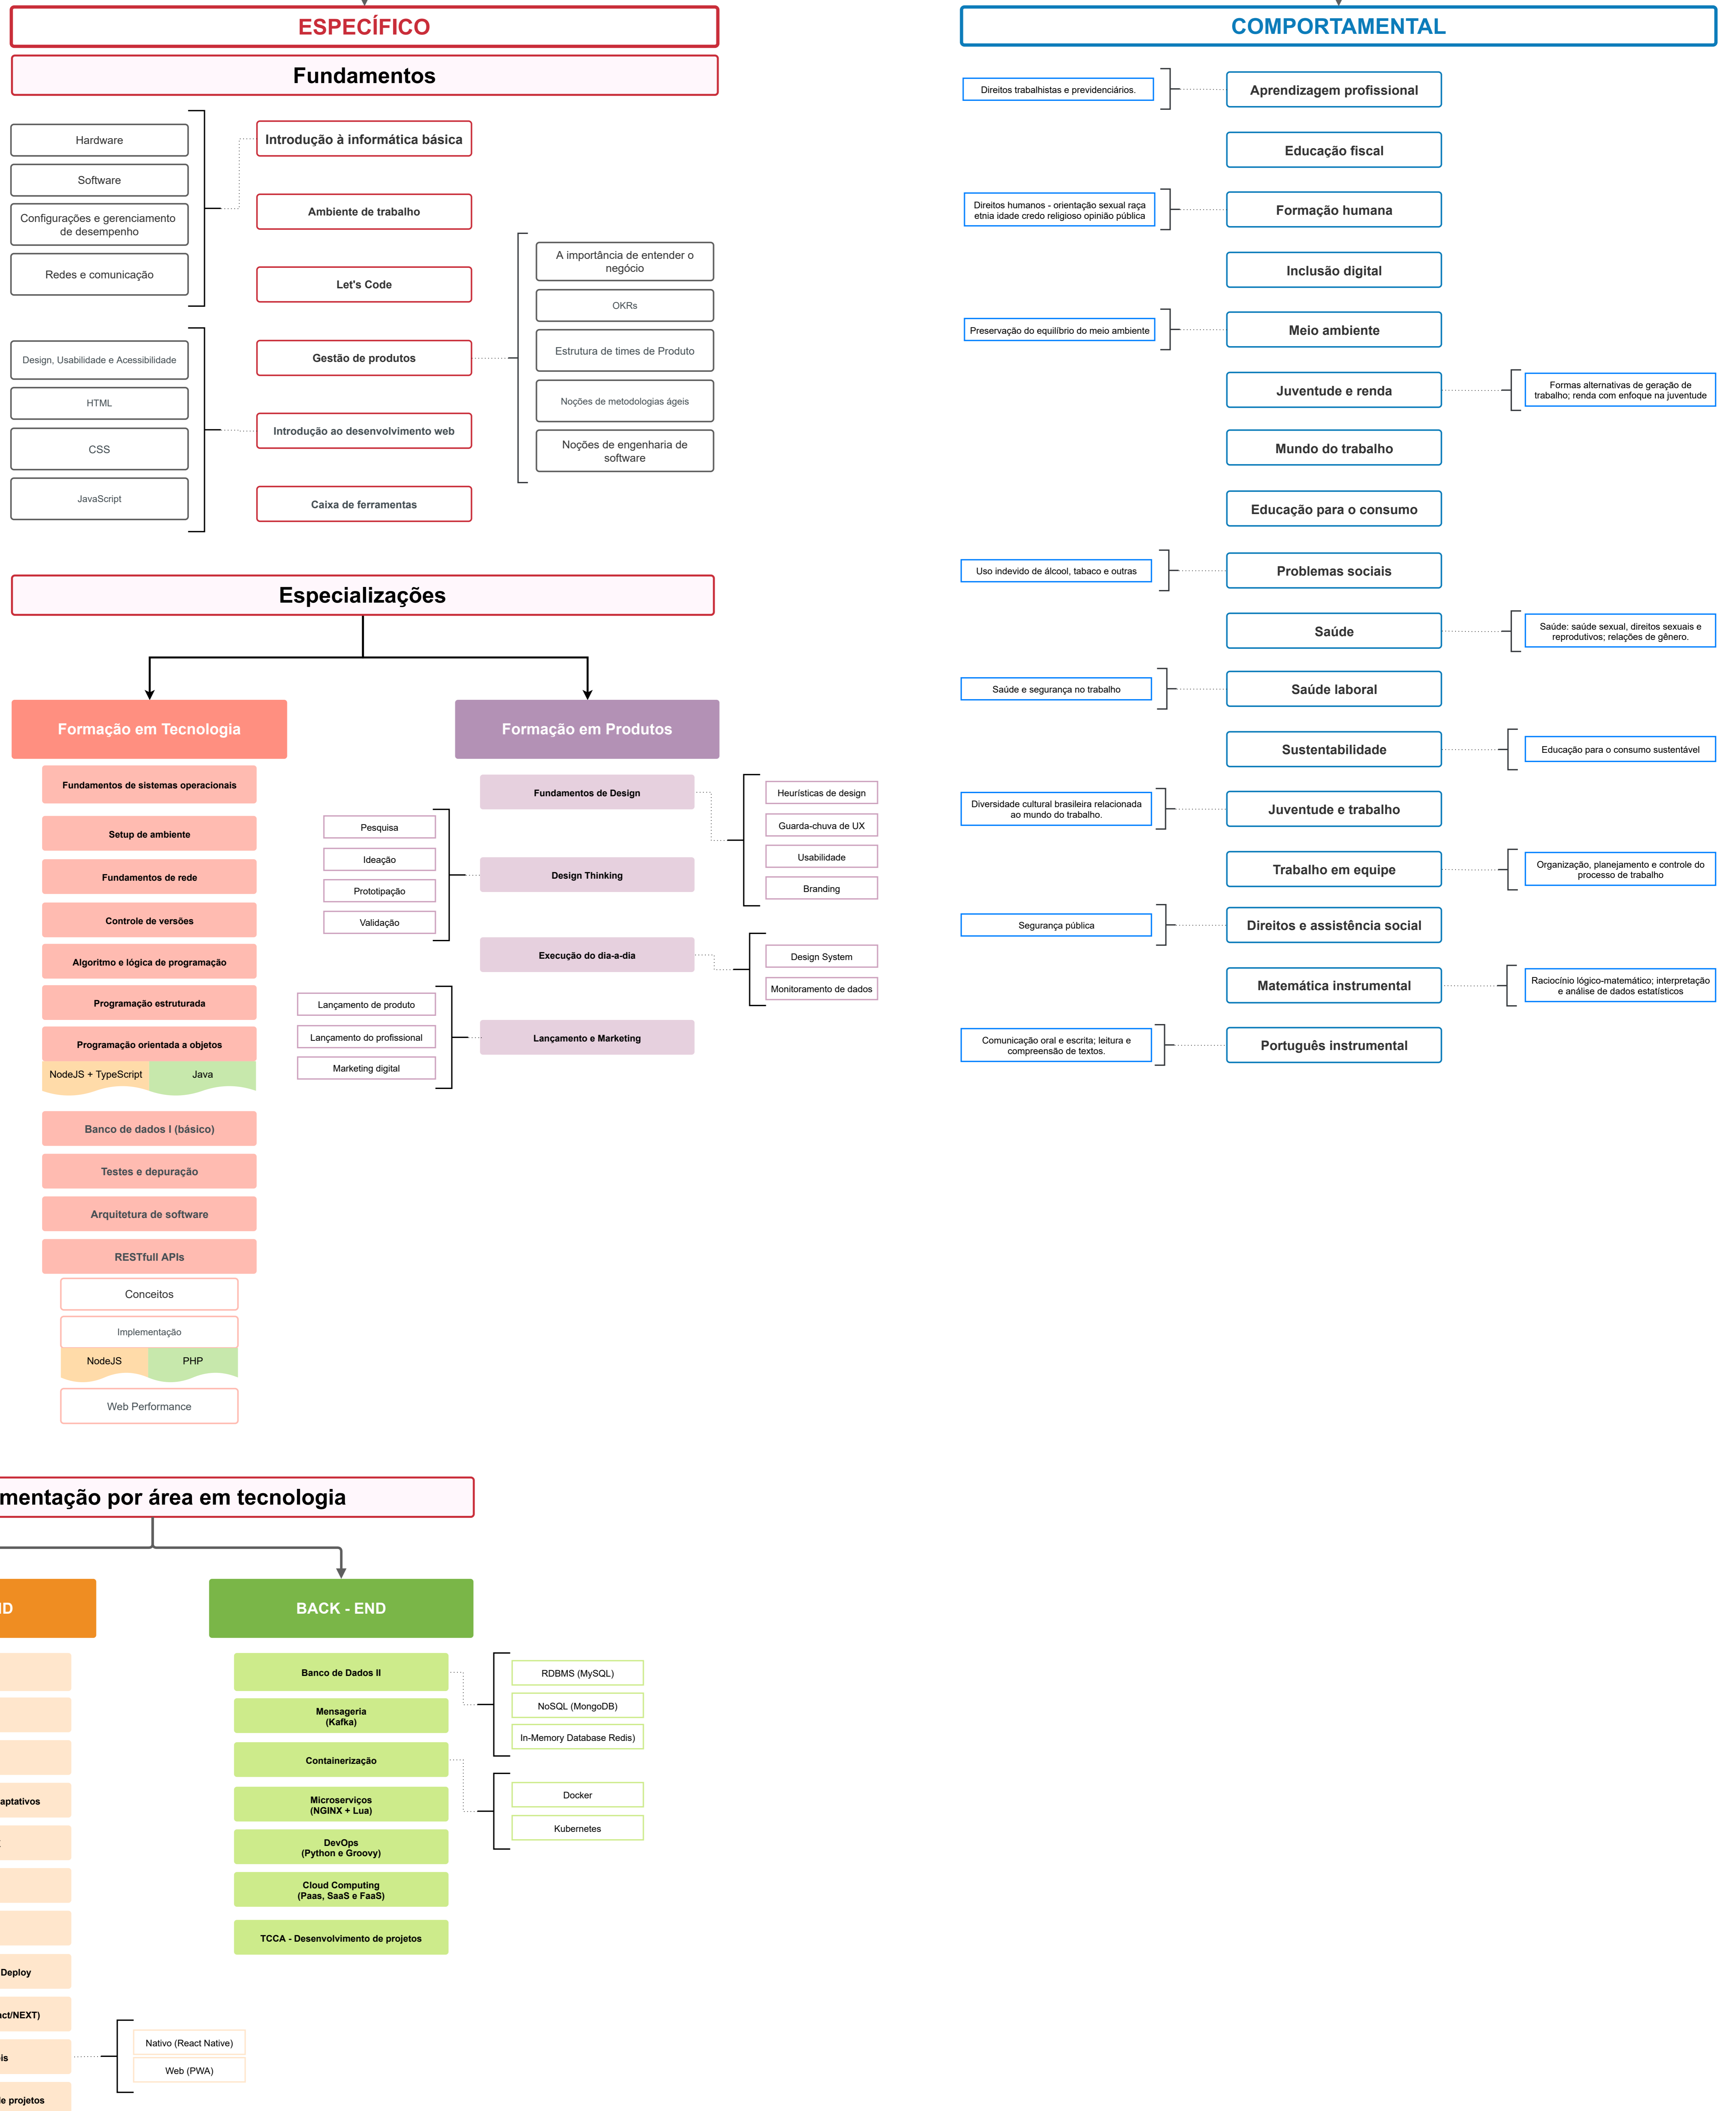 ESPECÍFICO
Fundamentos
Hardware
Software
Configurações e gerenciamento
de desempenho
Redes e comunicação
Introdução à informática básica
Ambiente de trabalho
Let's Code
Gestão de produtos
Introdução ao desenvolvimento web
Caixa de ferramentas
Design, Usabilidade e Acessibilidade
HTML
CSS
JavaScript
A importância de entender o
negócio
OKRs
Estrutura de times de Produto
Noções de metodologias ágeis
Noções de engenharia de
software
Especializações
Formação em Tecnologia
Fundamentos de sistemas operacionais
Setup de ambiente
Fundamentos de rede
Controle de versões
Algoritmo e lógica de programação
Programação estruturada
Programação orientada a objetos
NodeJS + TypeScript
Java
Banco de dados I (básico)
Testes e depuração
Arquitetura de software
RESTfull APIs
Conceitos
Implementação
NodeJS
PHP
Web Performance
Formação em Produtos
Fundamentos de Design
Heurísticas de design
Guarda-chuva de UX
Usabilidade
Branding
Pesquisa
Ideação
Prototipação
Validação
Design Thinking
Execução do dia-a-dia
Design System
Monitoramento de dados
Lançamento de produto
Lançamento do profissional
Marketing digital
Lançamento e Marketing
COMPORTAMENTAL
Direitos trabalhistas e previdenciários.
Aprendizagem profissional
Educação fiscal
Direitos humanos - orientação sexual raça
etnia idade credo religioso opinião pública
Formação humana
Inclusão digital
Preservação do equilíbrio do meio ambiente
Meio ambiente
Juventude e renda
Formas alternativas de geração de
trabalho; renda com enfoque na juventude
Mundo do trabalho
Educação para o consumo
Uso indevido de álcool, tabaco e outras
Problemas sociais
Saúde
Saúde: saúde sexual, direitos sexuais e
reprodutivos; relações de gênero.
Saúde e segurança no trabalho
Saúde laboral
Sustentabilidade
Educação para o consumo sustentável
Diversidade cultural brasileira relacionada
ao mundo do trabalho.
Juventude e trabalho
Trabalho em equipe
Organização, planejamento e controle do
processo de trabalho
Segurança pública
Direitos e assistência social
Matemática instrumental
Raciocínio lógico-matemático; interpretação
e análise de dados estatísticos
Comunicação oral e escrita; leitura e
compreensão de textos.
Português instrumental
mentação por área em tecnologia
D
aptativos
Deploy
act/NEXT)
is
e projetos
Nativo (React Native)
Web (PWA)
BACK - END
Banco de Dados II
Mensageria
(Kafka)
Containerização
Microserviços
(NGINX + Lua)
DevOps
(Python e Groovy)
Cloud Computing
(Paas, SaaS e FaaS)
TCCA - Desenvolvimento de projetos
RDBMS (MySQL)
NoSQL (MongoDB)
In-Memory Database Redis)
Docker
Kubernetes